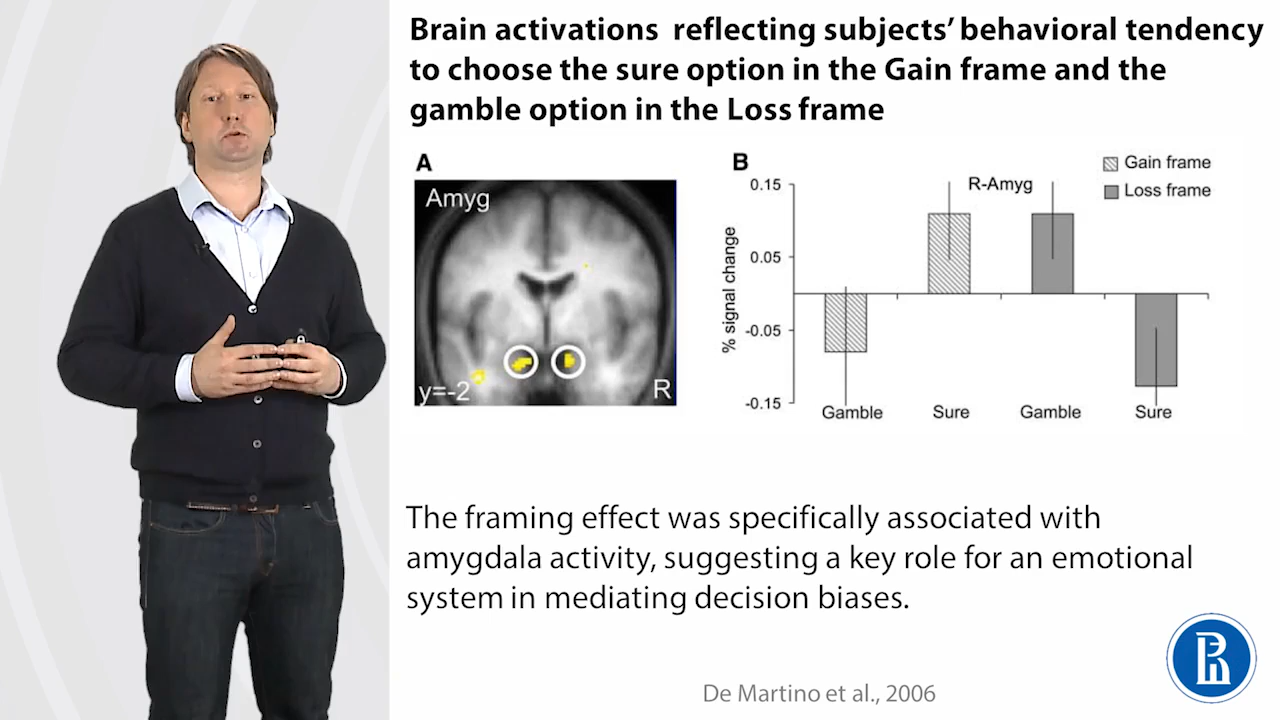 Brain activations reflecting subjects' behavioral tendency
to choose the sure option in the Gain frame and the
gamble option in the Loss frame
A
Amyg
y=-2
R
B
Gain frame
Loss frame
R-Amyg
% signal change
0.15
0.05
-0.05
-0.15
Gamble
Sure
Gamble
Sure
The framing effect was specifically associated with
amygdala activity, suggesting a key role for an emotional
system in mediating decision biases.
De Martino et al., 2006